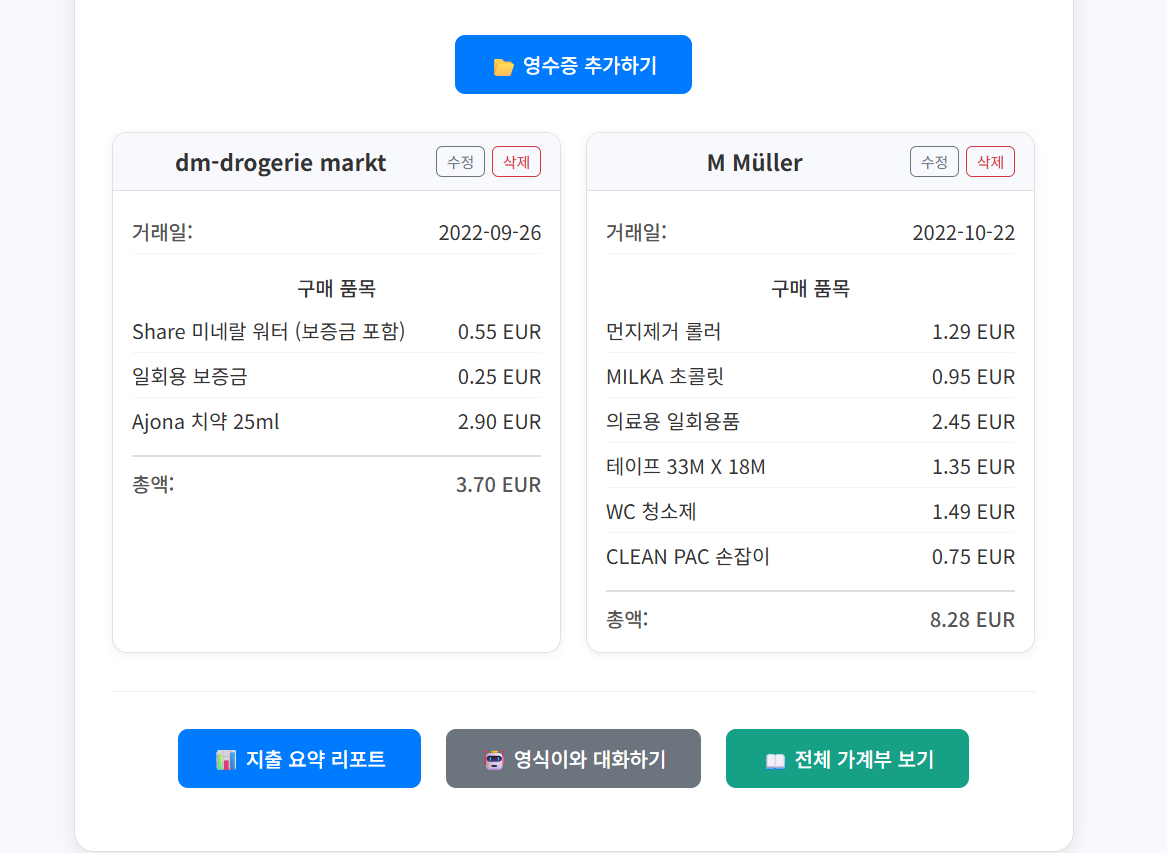 영수증 추가하기
dm-drogerie markt 수정 삭제
거래일: 2022-09-26
구매 품목
Share 미네랄 워터 (보증금 포함) 0.55 EUR
일회용 보증금 0.25 EUR
Ajona 치약 25ml 2.90 EUR
총액: 3.70 EUR
M Müller 수정 삭제
거래일: 2022-10-22
구매 품목
먼지제거 롤러 1.29 EUR
MILKA 초콜릿 0.95 EUR
의료용 일회용품 2.45 EUR
테이프 33M X 18M 1.35 EUR
WC 청소제 1.49 EUR
CLEAN PAC 손잡이 0.75 EUR
총액: 8.28 EUR
지출 요약 리포트
영식이와 대화하기
전체 가계부 보기